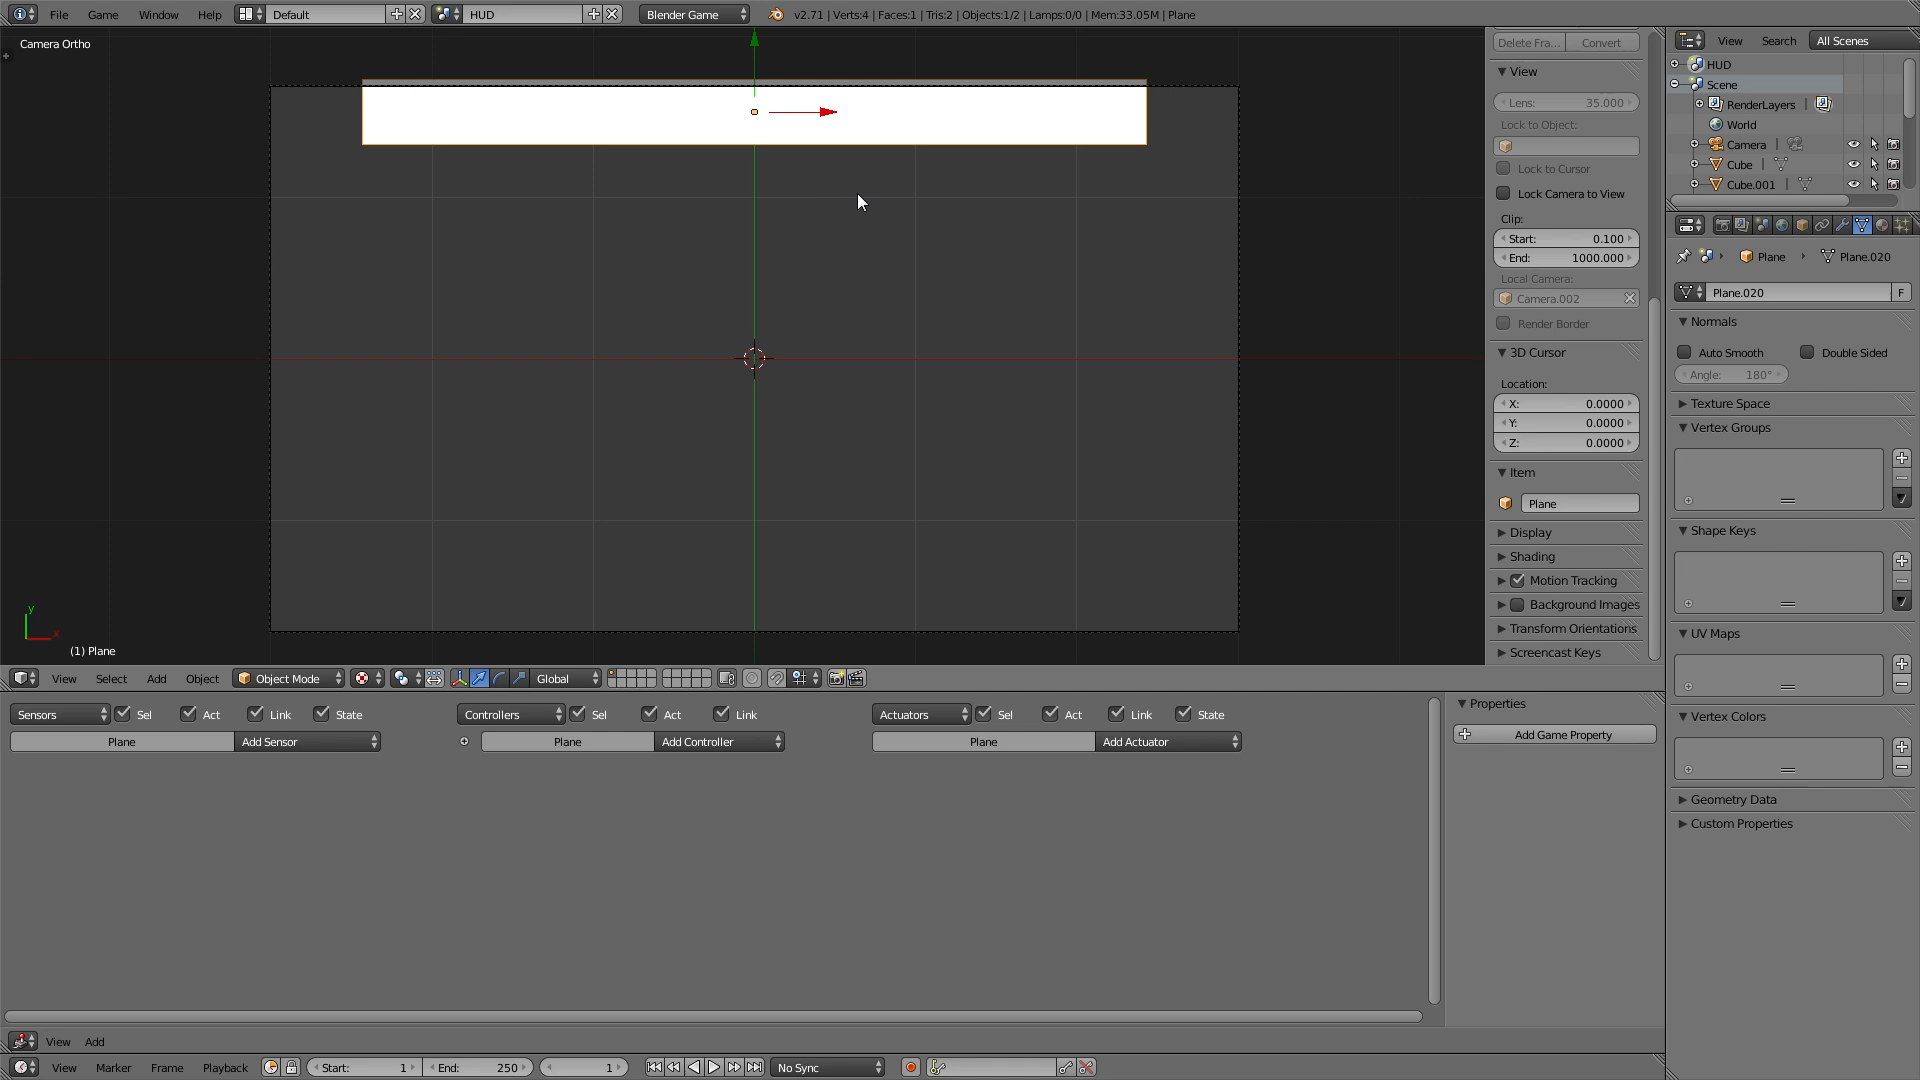 File Game Window Help Default HUD Blender Game v2.71 | Verts:4 | Faces:1 | Tris:2 | Objects:1/2 | Lamps:0/0 | Mem:33.05M | Plane
Camera Ortho
y
x
(1) Plane
Delete Fra... Convert
View
Lens: 35.000
Lock to Object:
Lock to Cursor
Lock Camera to View
Clip:
Start: 0.100
End: 1000.000
Local Camera:
Camera.002
Render Border
3D Cursor
Location:
X: 0.0000
Y: 0.0000
Z: 0.0000
Item
Plane
Display
Shading
Motion Tracking
Background Images
Transform Orientations
Screencast Keys
View Search All Scenes
HUD
Scene
RenderLayers |
World
Camera |
Cube |
Cube.001 |
Plane Plane.020
Plane.020 F
Normals
Auto Smooth Double Sided
Angle: 180°
Texture Space
Vertex Groups
Shape Keys
UV Maps
Vertex Colors
Geometry Data
Custom Properties
View Select Add Object Object Mode Global
Sensors Sel Act Link State Controllers Sel Act Link Actuators Sel Act Link State
Plane Add Sensor Plane Add Controller Plane Add Actuator
Properties
Add Game Property
View Add
View Marker Frame Playback Start: 1 End: 250 1 No Sync